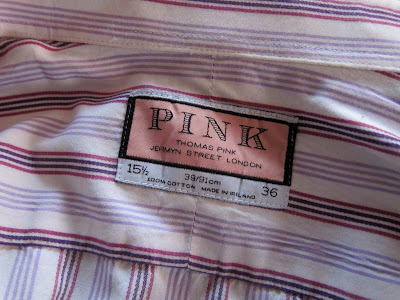 PINK
THOMAS PINK
JERMYN STREET LONDON
15½ 39/91cm 36
100% COTTON MADE IN IRELAND